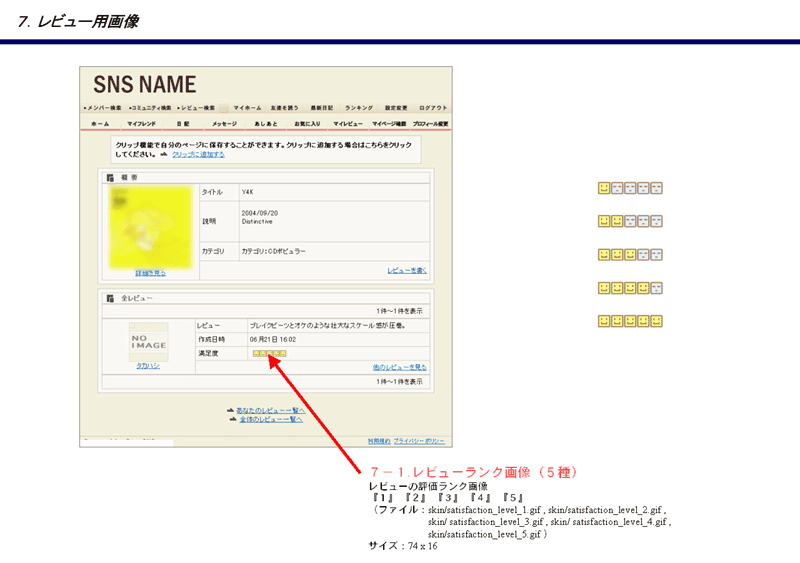 7. レビュー用画像
SNS NAME
▸メンバー検索 ▸コミュニティ検索 ▸レビュー検索 マイホーム 友達を誘う 最新日記 ランキング 設定変更 ログアウト
ホーム マイフレンド 日記 メッセージ あしあと お気に入り マイレビュー マイページ確認 プロフィール変更
クリップ機能で自分のページに保存することができます。クリップに追加する場合はこちらをクリック
してください。 ➡ クリップに追加する
概要
タイトル Y4K
説明 2004/09/20
Distinctive
カテゴリ カテゴリ:CDポピュラー
詳細を見る レビューを書く
全レビュー
1件~1件を表示
NO IMAGE
タカハシ
レビュー ブレイクビーツとオケのような壮大なスケール感が圧巻。
作成日時 06月21日 16:02
満足度
他のレビューを見る
1件~1件を表示
➡ あなたのレビュー一覧へ
➡ 全体のレビュー一覧へ
利用規約 プライバシーポリシー
7-1.レビューランク画像(5種)
レビューの評価ランク画像
『1』 『2』 『3』 『4』 『5』
(ファイル:skin/satisfaction_level_1.gif , skin/satisfaction_level_2.gif ,
skin/ satisfaction_level_3.gif , skin/ satisfaction_level_4.gif ,
skin/satisfaction_level_5.gif )
サイズ:74 x 16